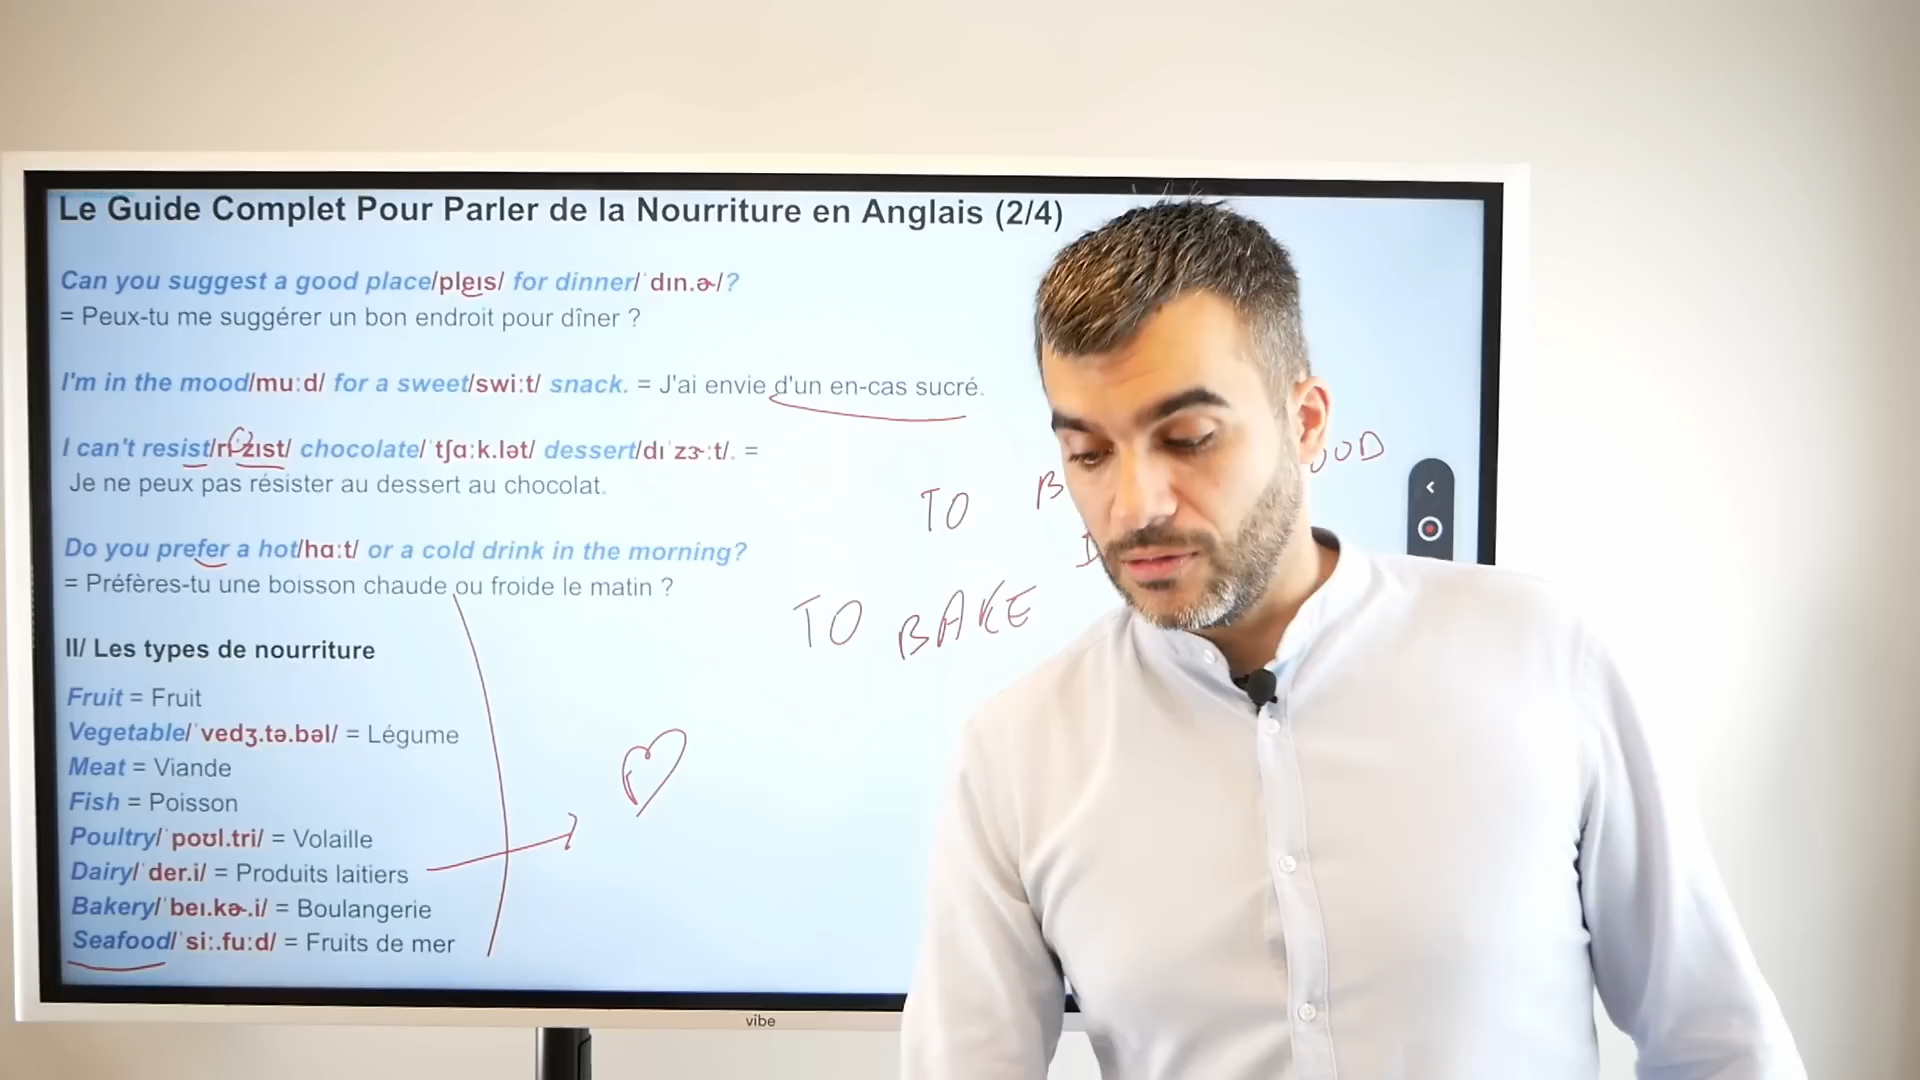 Le Guide Complet Pour Parler de la Nourriture en Anglais (2/4)
Can you suggest a good place/pleɪs/ for dinner/ˈdɪn.ɚ/?
= Peux-tu me suggérer un bon endroit pour dîner ?
I'm in the mood/muːd/ for a sweet/swiːt/ snack. = J'ai envie d'un en-cas sucré.
I can't resist/rɪˈzɪst/ chocolate/ˈtʃɑːk.lət/ dessert/dɪˈzɝːt/. =
Je ne peux pas résister au dessert au chocolat.
Do you prefer a hot/hɑːt/ or a cold drink in the morning?
= Préfères-tu une boisson chaude ou froide le matin ?
II/ Les types de nourriture
Fruit = Fruit
Vegetable/ˈvedʒ.tə.bəl/ = Légume
Meat = Viande
Fish = Poisson
Poultry/ˈpoʊl.tri/ = Volaille
Dairy/ˈder.i/ = Produits laitiers
Bakery/ˈbeɪ.kɚ.i/ = Boulangerie
Seafood/ˈsiː.fuːd/ = Fruits de mer
TO B
TO BAKE
vibe